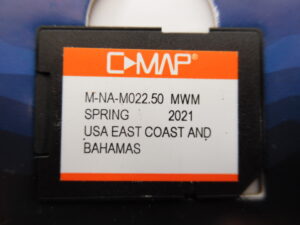 C-MAP®
M-NA-M022.50 MWM
SPRING 2021
USA EAST COAST AND
BAHAMAS